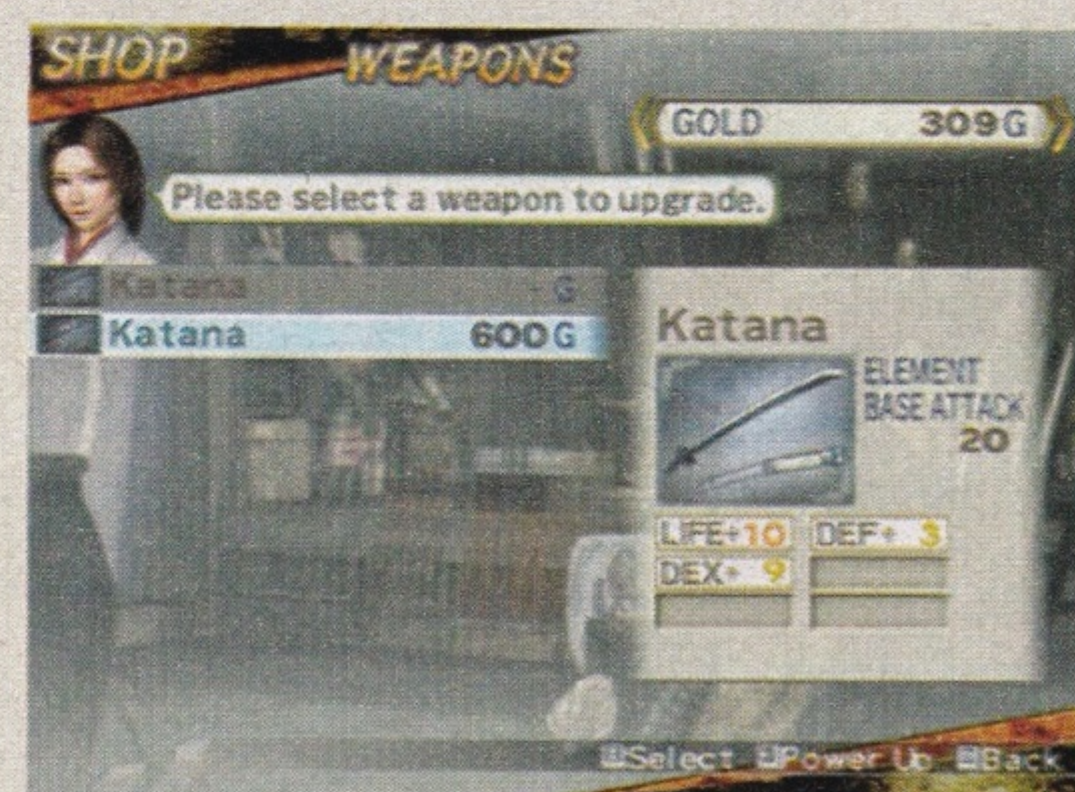 SHOP WEAPONS
GOLD 309G
Please select a weapon to upgrade.
Katana - G
Katana 600G
Katana
ELEMENT
BASE ATTACK
20
LIFE+10 DEF+ 3
DEX+ 9
Select Power Up Back